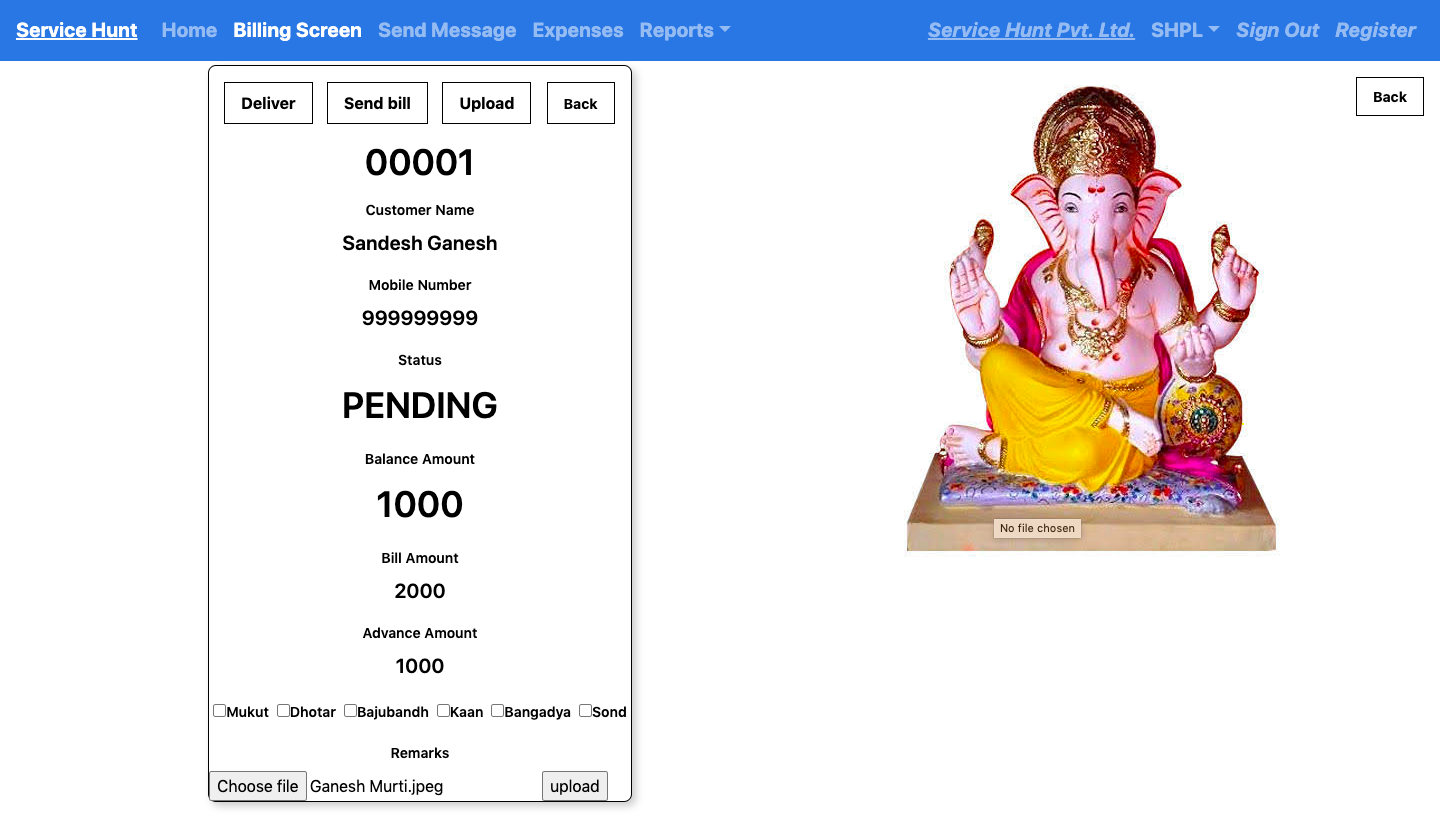 Service Hunt Home Billing Screen Send Message Expenses Reports Service Hunt Pvt. Ltd. SHPL Sign Out Register
Deliver Send bill Upload Back
00001
Customer Name
Sandesh Ganesh
Mobile Number
999999999
Status
PENDING
Balance Amount
1000
Bill Amount
2000
Advance Amount
1000
Mukut Dhotar Bajubandh Kaan Bangadya Sond
Remarks
Choose file Ganesh Murti.jpeg upload
Back
No file chosen